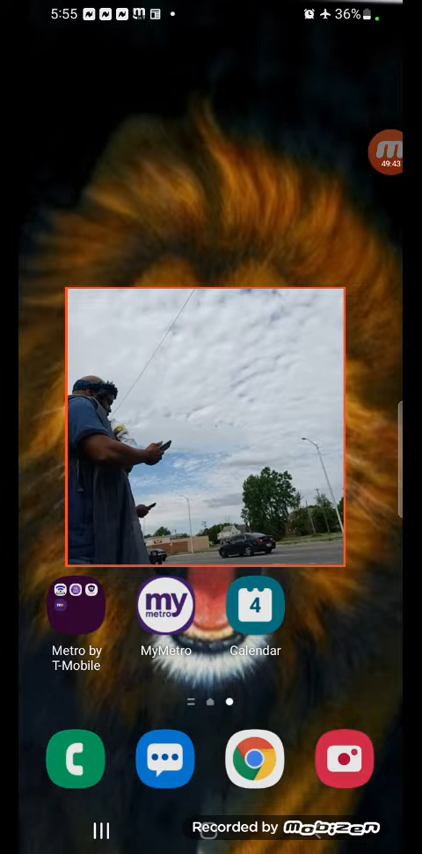 5:55
36%
49:43
my
metro
4
Metro by
T-Mobile
MyMetro
Calendar
Recorded by mobizen